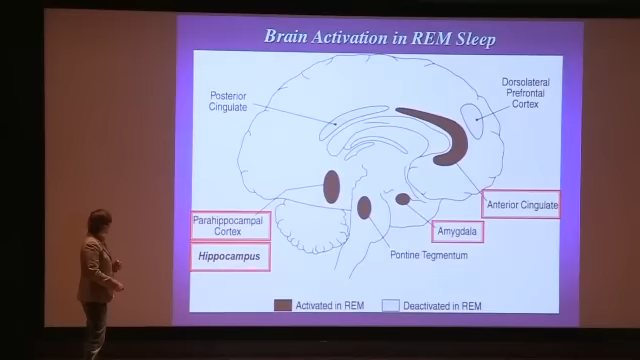 Brain Activation in REM Sleep
Posterior
Cingulate
Dorsolateral
Prefrontal
Cortex
Anterior Cingulate
Parahippocampal
Cortex
Amygdala
Hippocampus
Pontine Tegmentum
Activated in REM
Deactivated in REM